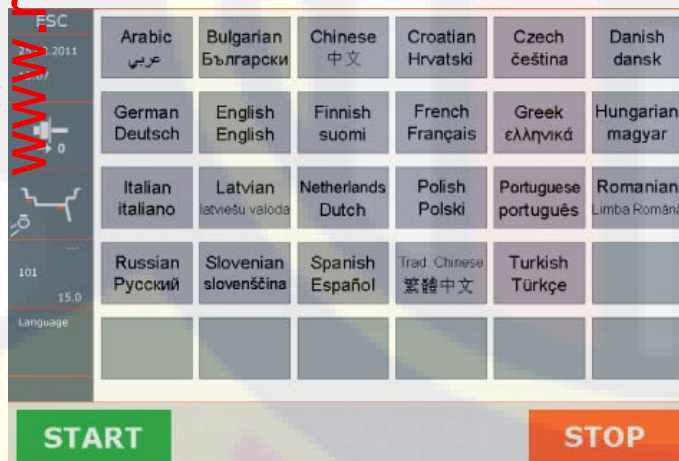 ESC
2011
Arabic
عربي
Bulgarian
Български
Chinese
中文
Croatian
Hrvatski
Czech
čeština
Danish
dansk
German
Deutsch
English
English
Finnish
suomi
French
Français
Greek
ελληνικά
Hungarian
magyar
0
Italian
italiano
Latvian
latviešu valoda
Netherlands
Dutch
Polish
Polski
Portuguese
português
Romanian
Limba Română
---
101
15.0
Russian
Русский
Slovenian
slovenščina
Spanish
Español
Trad. Chinese
繁體中文
Turkish
Türkçe
Language
START
STOP
www.